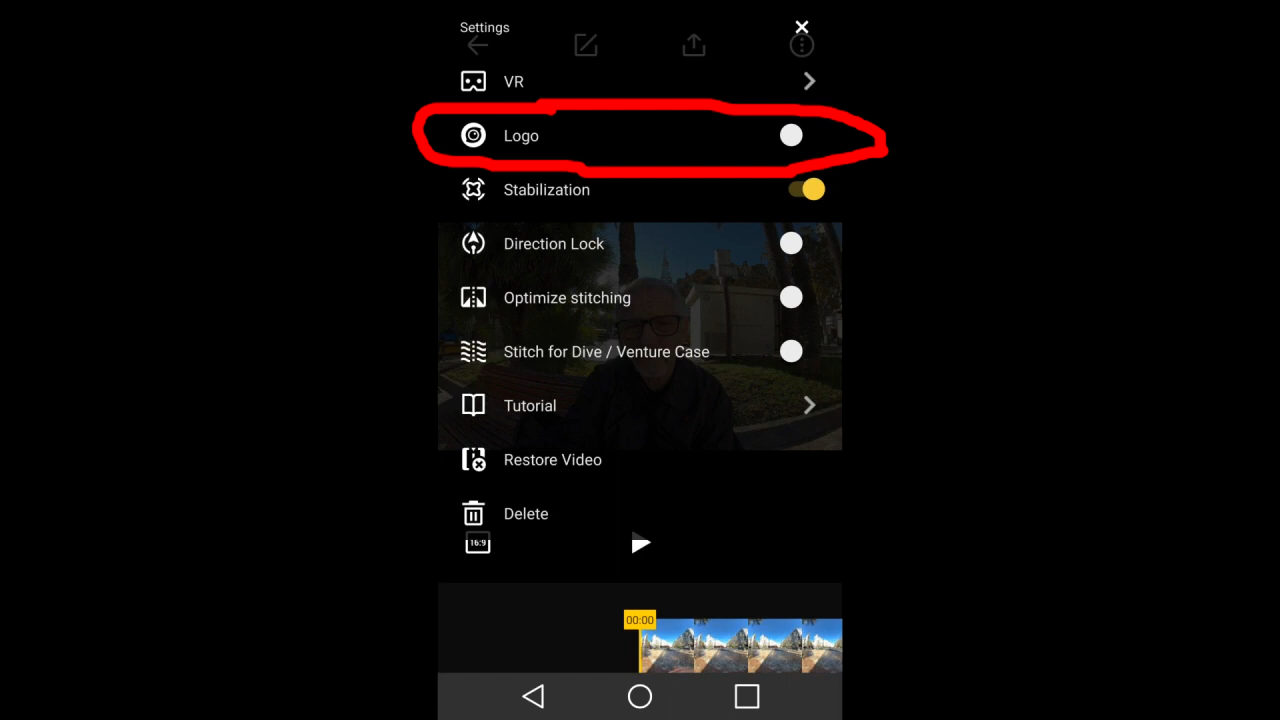 Settings
VR
Logo
Stabilization
Direction Lock
Optimize stitching
Stitch for Dive / Venture Case
Tutorial
Restore Video
Delete
16:9
00:00